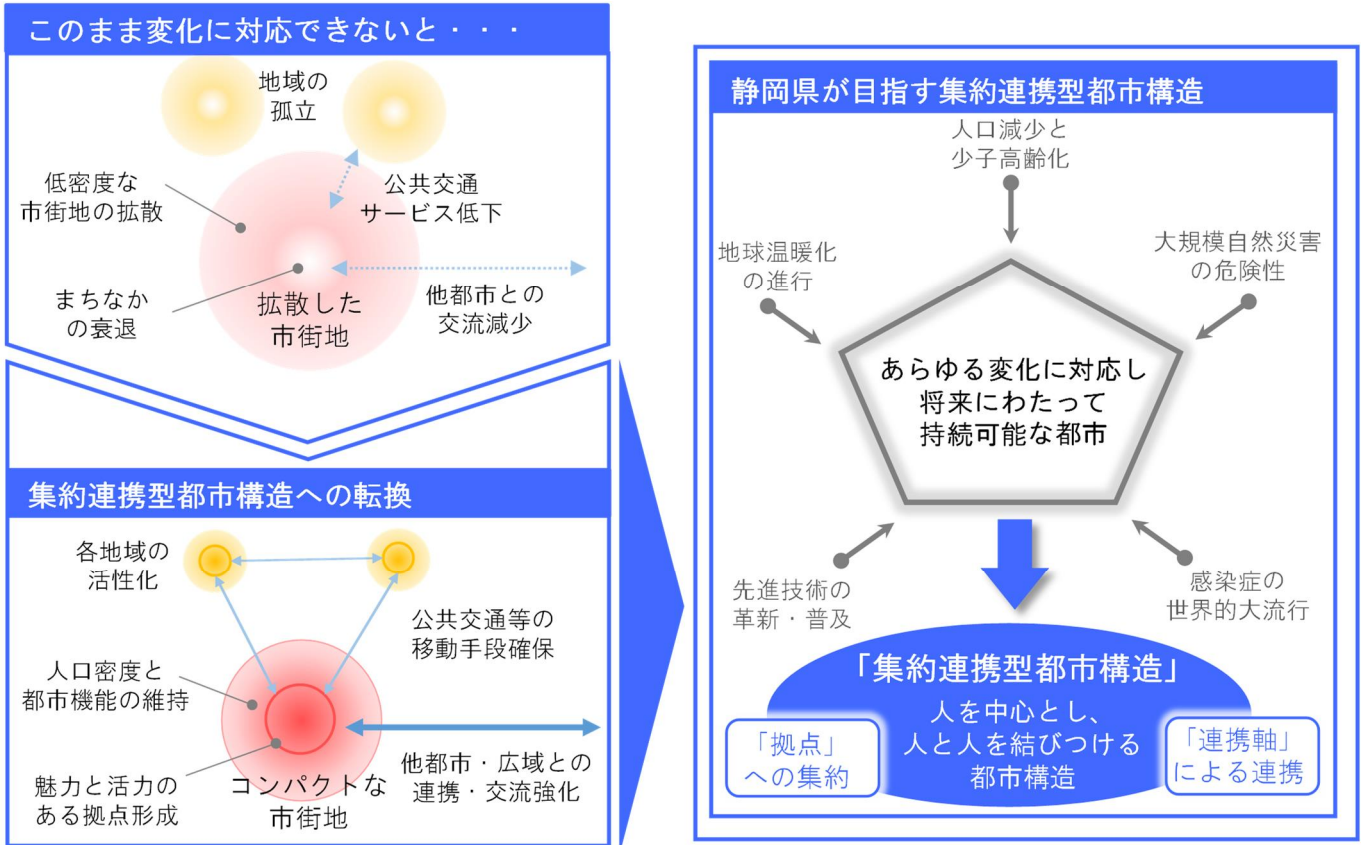 このまま変化に対応できないと・・・
地域の
孤立
低密度な
市街地の拡散
公共交通
サービス低下
まちなか
の衰退
拡散した
市街地
他都市との
交流減少
集約連携型都市構造への転換
各地域の
活性化
公共交通等の
移動手段確保
人口密度と
都市機能の維持
魅力と活力の
ある拠点形成
コンパクトな
市街地
他都市・広域との
連携・交流強化
静岡県が目指す集約連携型都市構造
人口減少と
少子高齢化
地球温暖化
の進行
大規模自然災害
の危険性
あらゆる変化に対応し
将来にわたって
持続可能な都市
先進技術の
革新・普及
感染症の
世界的大流行
「集約連携型都市構造」
人を中心とし、
人と人を結びつける
都市構造
「拠点」
への集約
「連携軸」
による連携